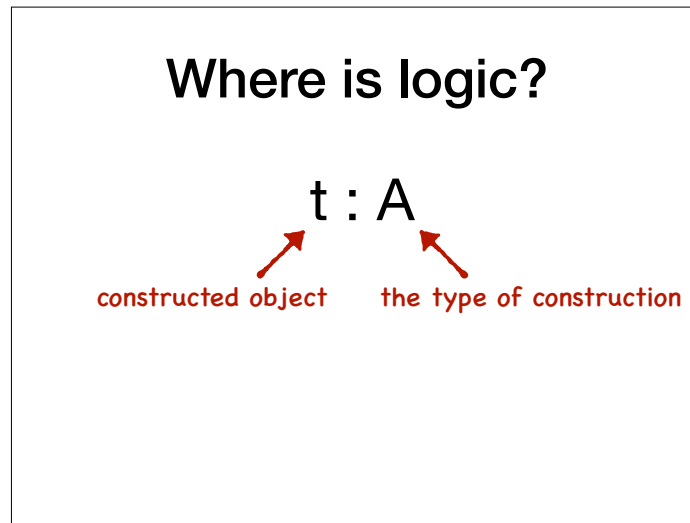 Where is logic?
t : A
constructed object
the type of construction